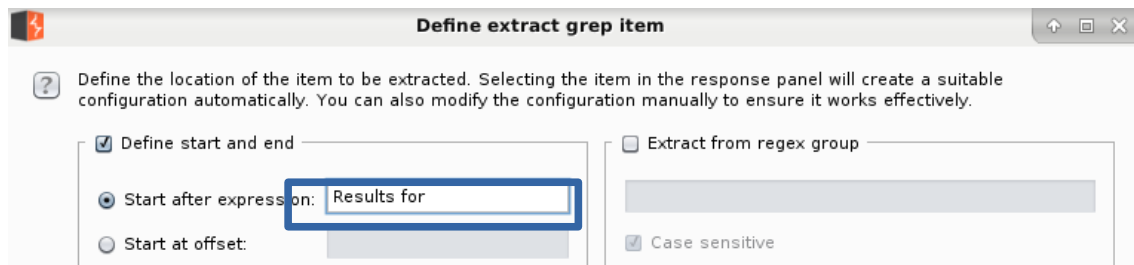 Define extract grep item
Define the location of the item to be extracted. Selecting the item in the response panel will create a suitable
configuration automatically. You can also modify the configuration manually to ensure it works effectively.
Define start and end
Extract from regex group
Start after expression: Results for
Start at offset:
Case sensitive